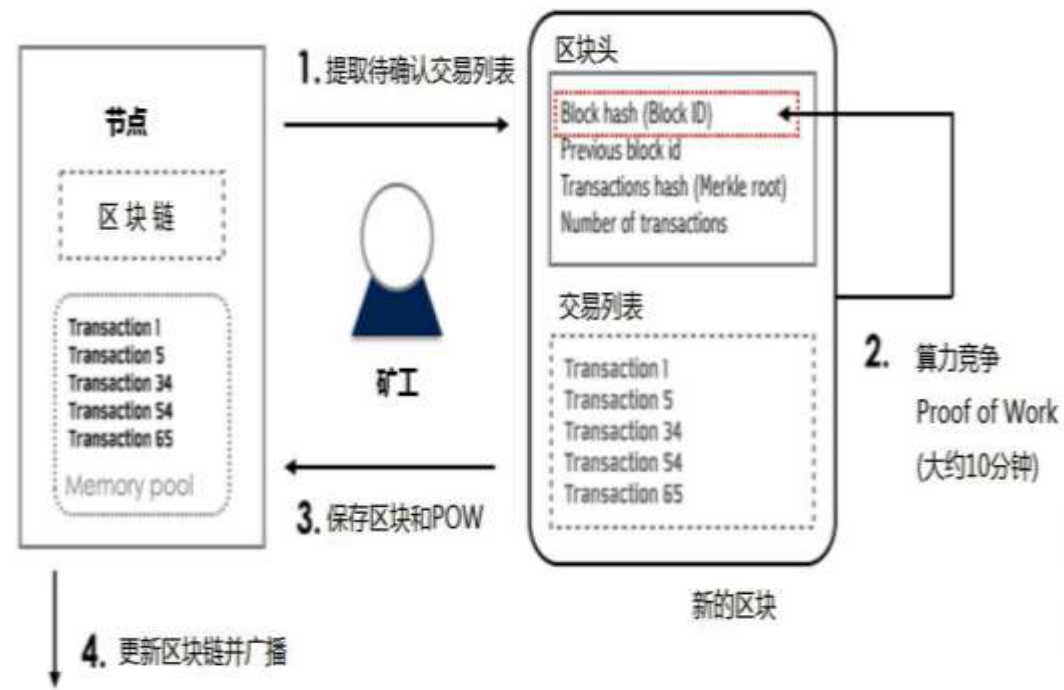 节点
区块链
Transaction 1
Transaction 5
Transaction 34
Transaction 54
Transaction 65
Memory pool
1. 提取待确认交易列表
矿工
3. 保存区块和POW
区块头
Block hash (Block ID)
Previous block id
Transactions hash (Merkle root)
Number of transactions
交易列表
Transaction 1
Transaction 5
Transaction 34
Transaction 54
Transaction 65
新的区块
2. 算力竞争
Proof of Work
(大约10分钟)
4. 更新区块链并广播